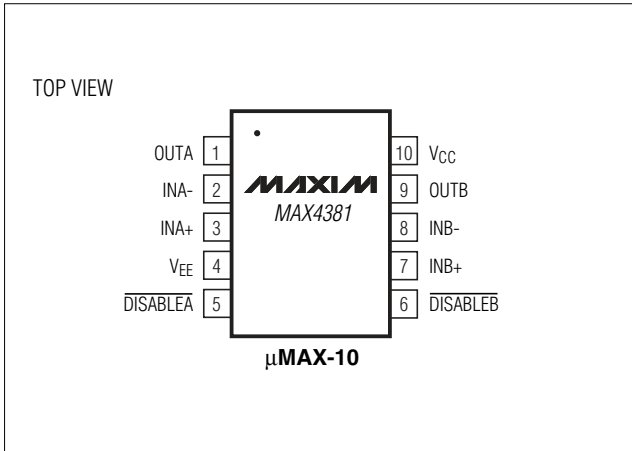 TOP VIEW
OUTA 1
INA- 2
INA+ 3
VEE 4
DISABLEA 5
MAXIM
MAX4381
10 VCC
9 OUTB
8 INB-
7 INB+
6 DISABLEB
µMAX-10